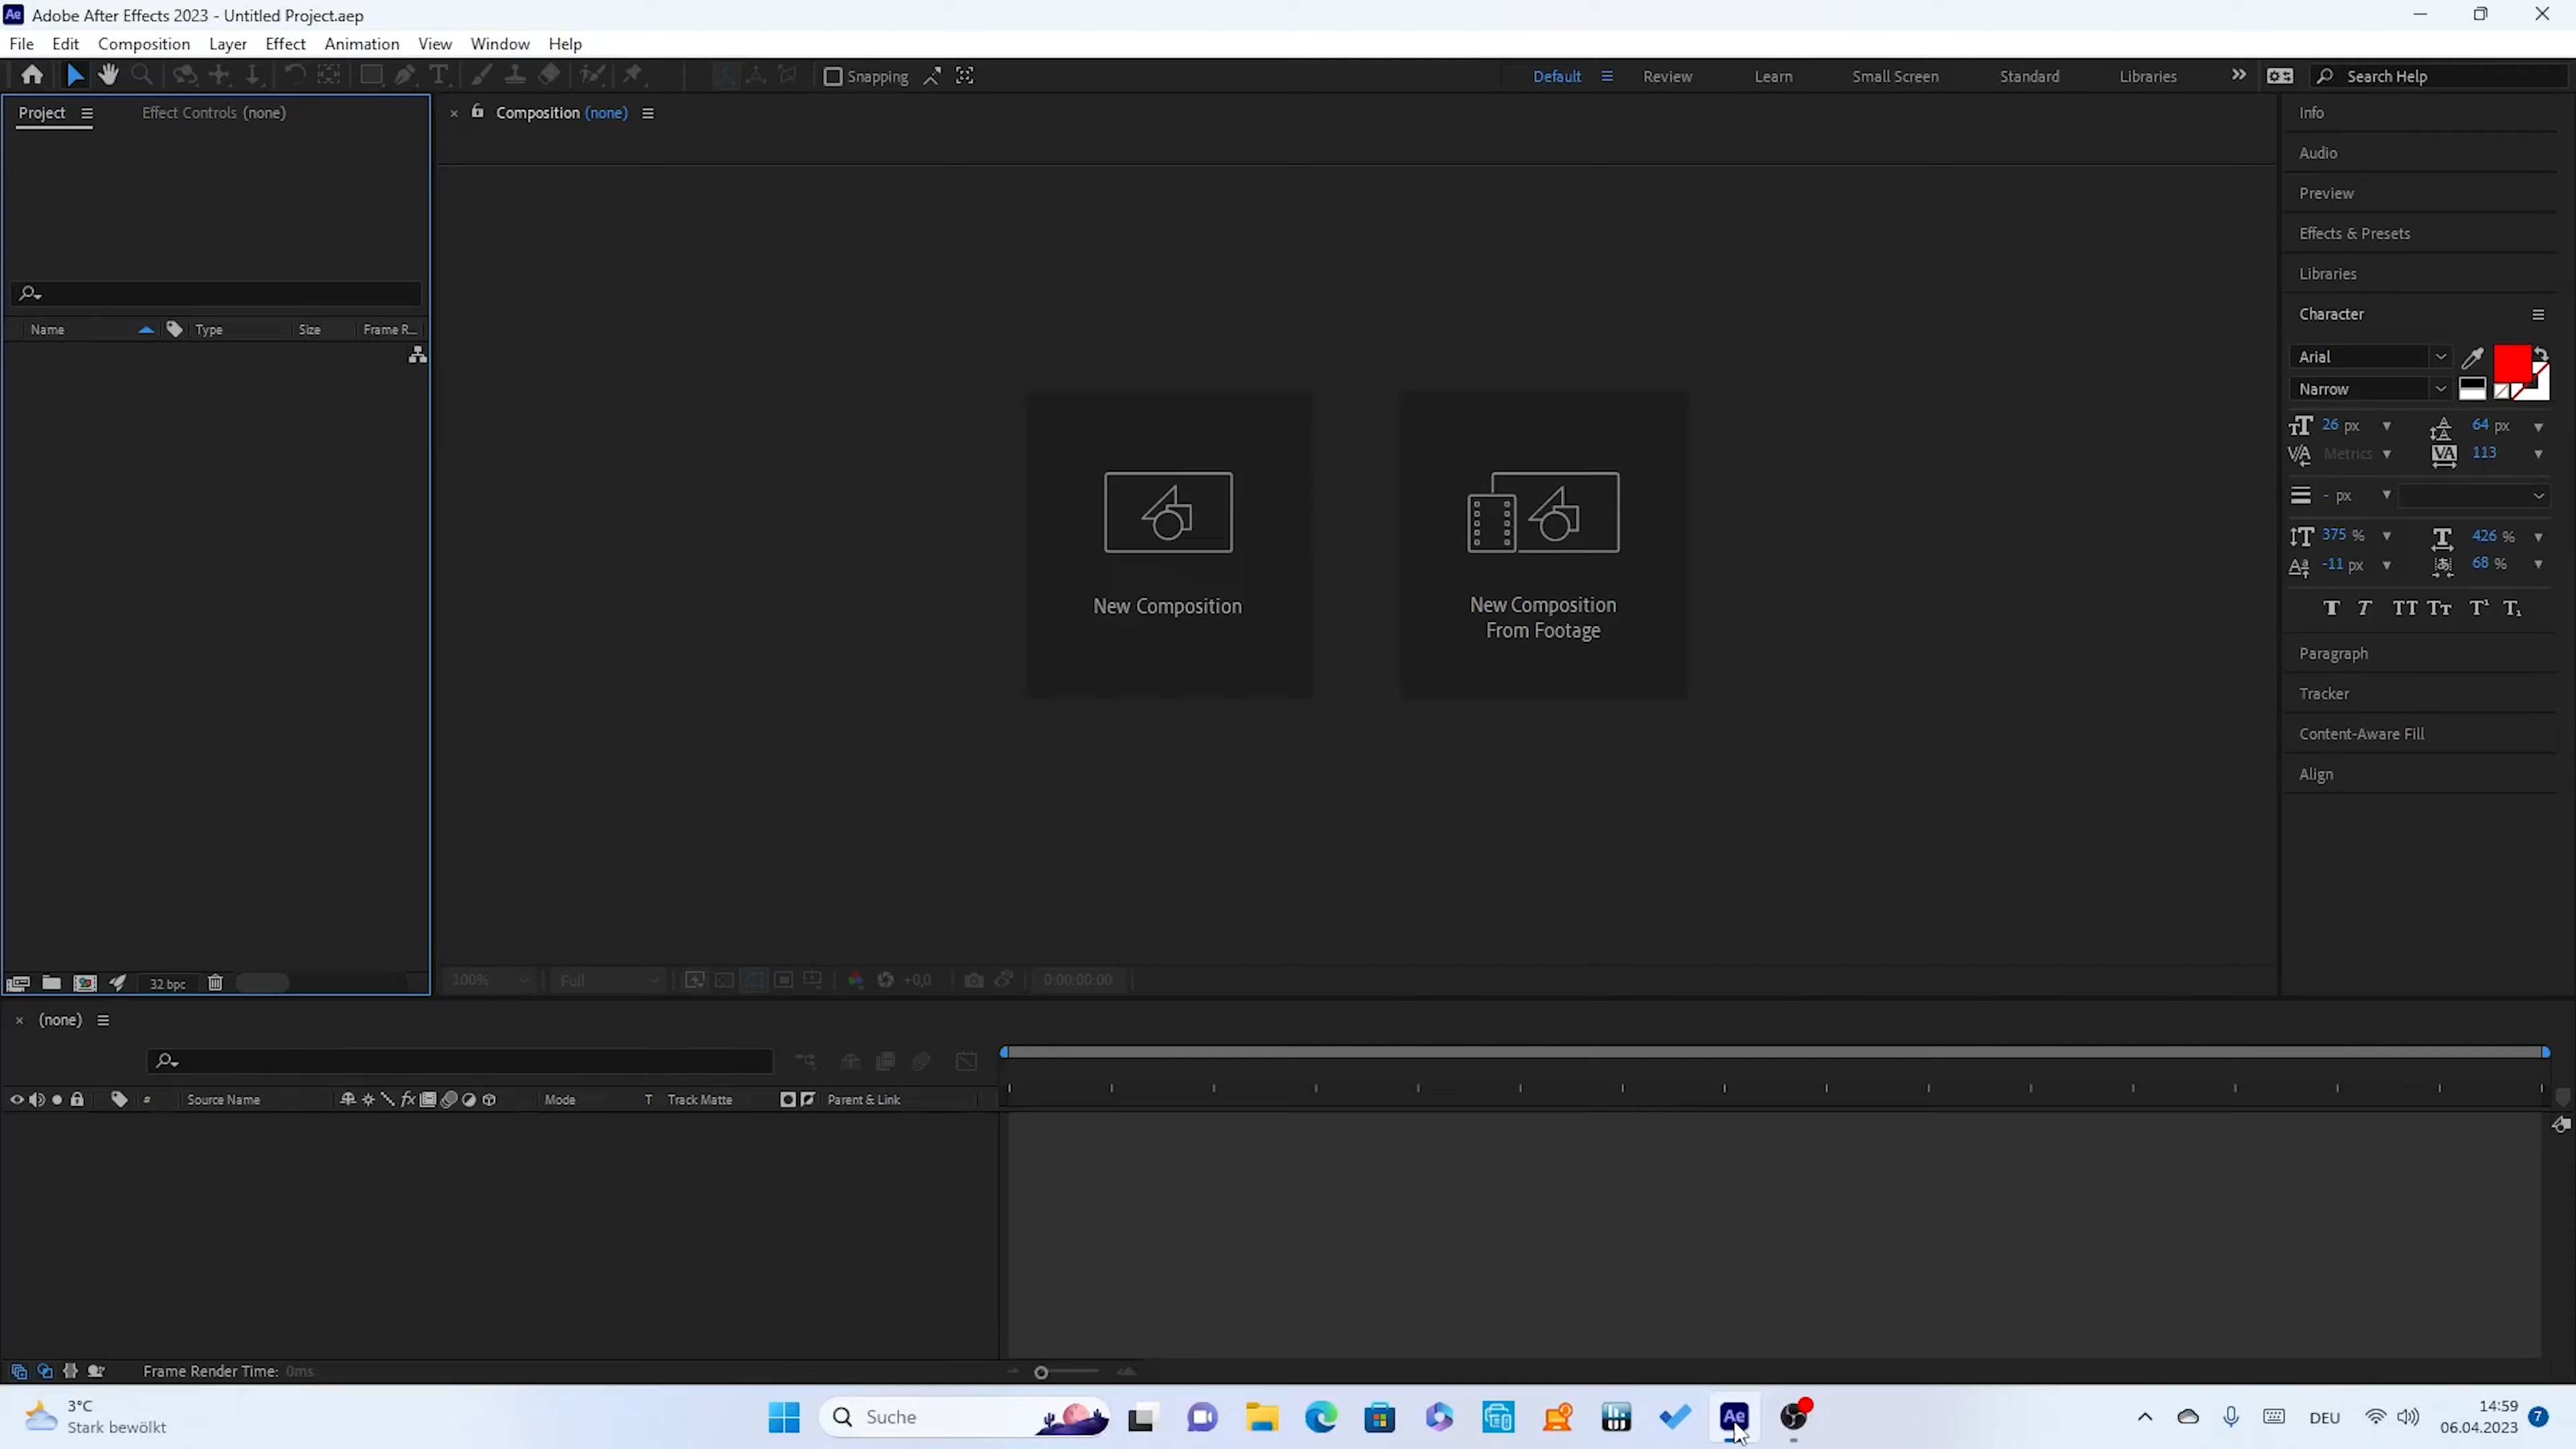 Ae Adobe After Effects 2023 - Untitled Project.aep
File Edit Composition Layer Effect Animation View Window Help
Snapping Default Review Learn Small Screen Standard Libraries Search Help
Project Effect Controls (none)
Composition (none)
Name Type Size Frame R...
New Composition
New Composition
From Footage
32 bpc
100% Full +0,0 0:00:00:00
Info
Audio
Preview
Effects & Presets
Libraries
Character
Arial
Narrow
26 px 64 px
Metrics 113
- px
375 % 426 %
-11 px 68 %
Paragraph
Tracker
Content-Aware Fill
Align
(none)
# Source Name fx Mode T Track Matte Parent & Link
Frame Render Time: 0ms
3°C
Stark bewölkt
Suche
Ae
DEU
14:59
06.04.2023
7